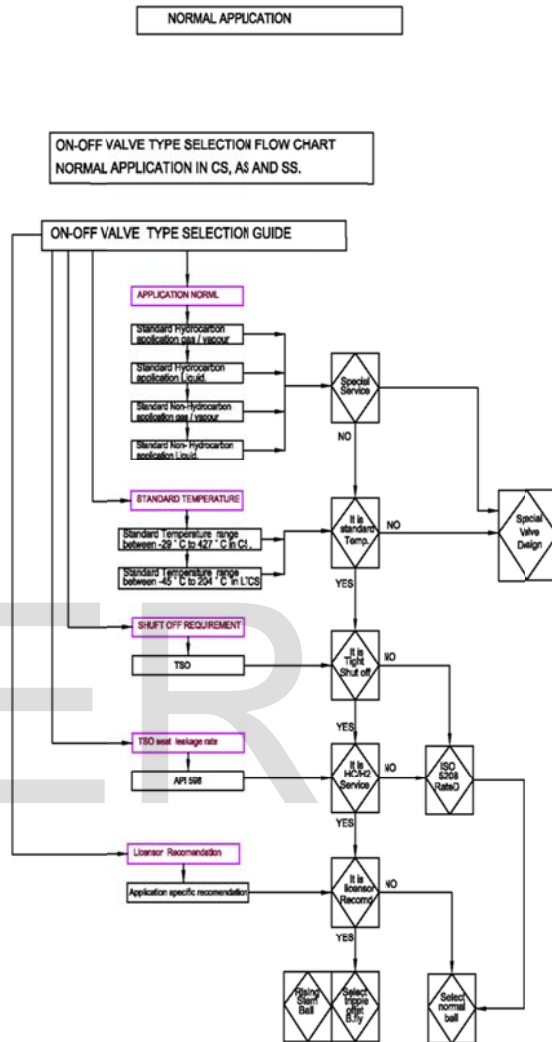 NORMAL APPLICATION
ON-OFF VALVE TYPE SELECTION FLOW CHART
NORMAL APPLICATION IN CS, AS AND SS.
ON-OFF VALVE TYPE SELECTION GUIDE
APPLICATION NORML
Standard Hydrocarbon
application gas / vapour
Standard Hydrocarbon
application Liquid.
Standard Non-Hydrocarbon
application gas / vapour
Standard Non- Hydrocarbon
application Liquid.
Special
Service
NO
STANDARD TEMPERATURE
Standard Temperature range
between -29 ° C to 427 ° C in CS.
Standard Temperature range
between -45 ° C to 204 ° C in LTCS
It is
standard
Temp.
NO
YES
Special
Valve
Design
SHUFT OFF REQUIREMENT
TSO
It is
Tight
Shut off
NO
YES
TSO seat leakage rate
API 598
It is
HC/H2
Service
NO
YES
ISO
5208
RateD
Licensor Recomendation
Application specific recomendation
It is
licensor
Recomd
NO
YES
Rising
Stem
Ball
Select
tripple
offset
B.fly
Select
normal
ball
ER